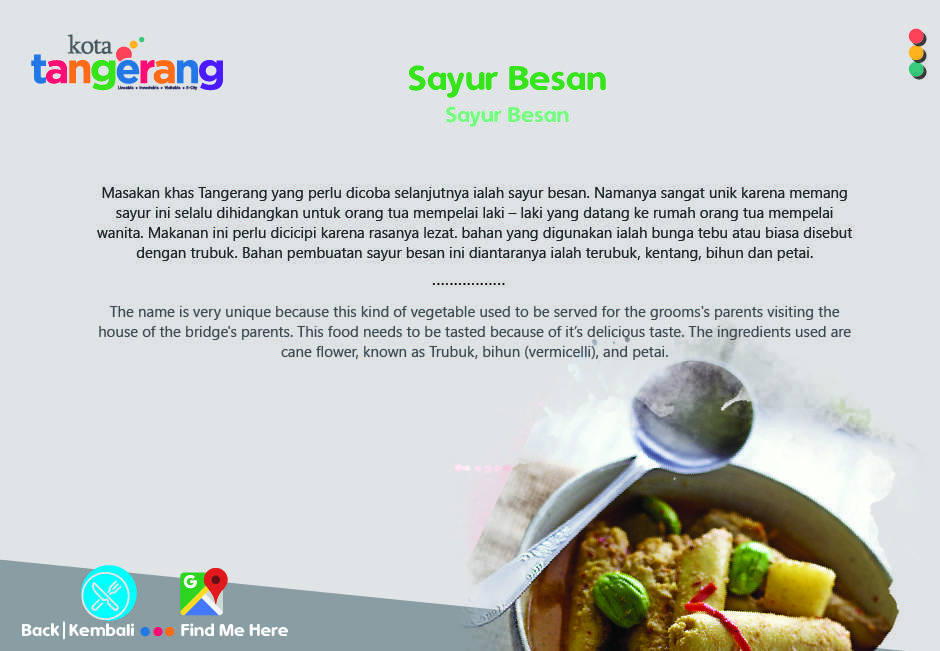 kota
tangerang
Liveable • Investable • Visitable • E-City
Sayur Besan
Sayur Besan
Masakan khas Tangerang yang perlu dicoba selanjutnya ialah sayur besan. Namanya sangat unik karena memang
sayur ini selalu dihidangkan untuk orang tua mempelai laki – laki yang datang ke rumah orang tua mempelai
wanita. Makanan ini perlu dicicipi karena rasanya lezat. bahan yang digunakan ialah bunga tebu atau biasa disebut
dengan trubuk. Bahan pembuatan sayur besan ini diantaranya ialah terubuk, kentang, bihun dan petai.
.................
The name is very unique because this kind of vegetable used to be served for the grooms's parents visiting the
house of the bridge's parents. This food needs to be tasted because of it’s delicious taste. The ingredients used are
cane flower, known as Trubuk, bihun (vermicelli), and petai.
G
Back|Kembali ••• Find Me Here